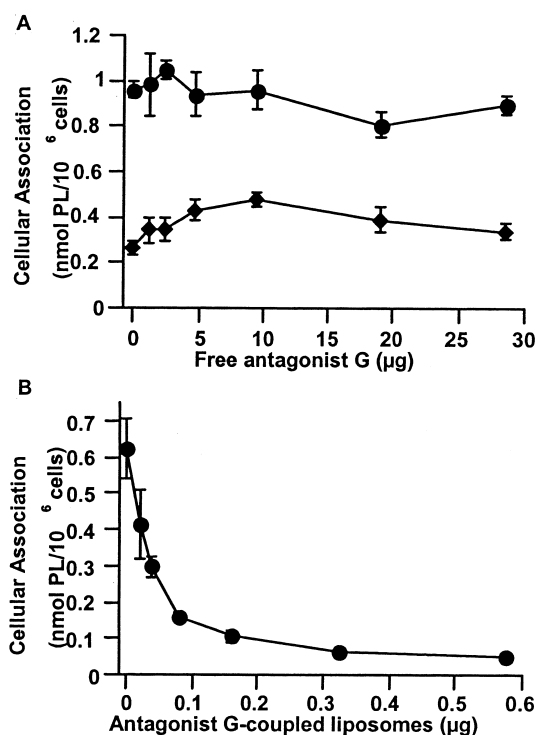 A
1.2
1
0.8
0.6
0.4
0.2
0
Cellular Association
(nmol PL/10 6 cells)
0 5 10 15 20 25 30
Free antagonist G (µg)
B
0.7
0.6
0.5
0.4
0.3
0.2
0.1
0
Cellular Association
(nmol PL/10 6 cells)
0 0.1 0.2 0.3 0.4 0.5 0.6
Antagonist G-coupled liposomes (µg)